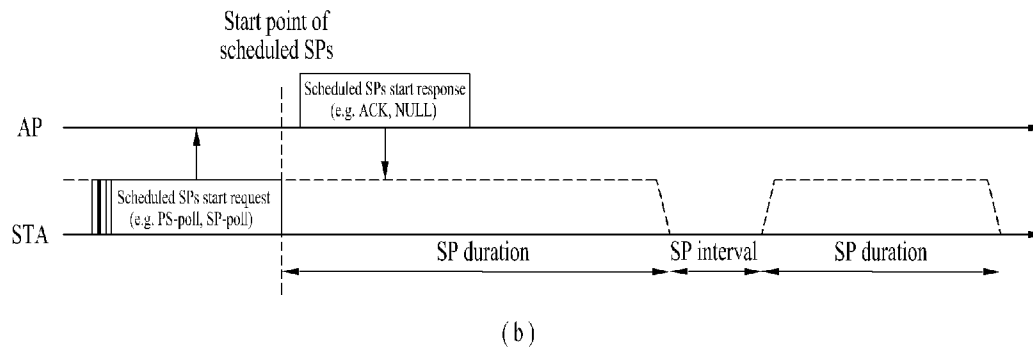 Start point of
scheduled SPs
Scheduled SPs start response
(e.g. ACK, NULL)
AP
Scheduled SPs start request
(e.g. PS-poll, SP-poll)
STA
SP duration
SP interval
SP duration
(b)